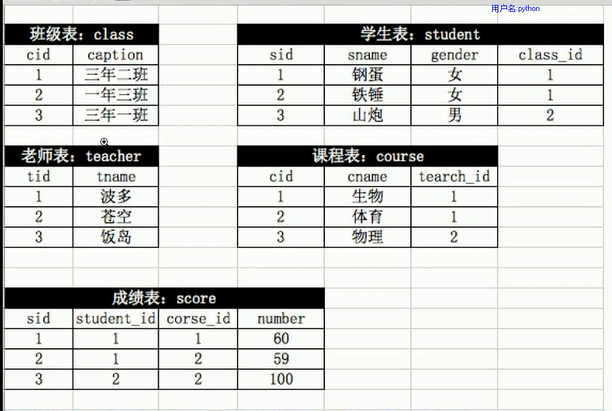 用户名 python
班级表: class 学生表: student
cid caption sid sname gender class_id
1 三年二班 1 钢蛋 女 1
2 一年三班 2 铁锤 女 1
3 三年一班 3 山炮 男 2
老师表: teacher 课程表: course
tid tname cid cname tearch_id
1 波多 1 生物 1
2 苍空 2 体育 1
3 饭岛 3 物理 2
成绩表: score
sid student_id corse_id number
1 1 1 60
2 1 2 59
3 2 2 100